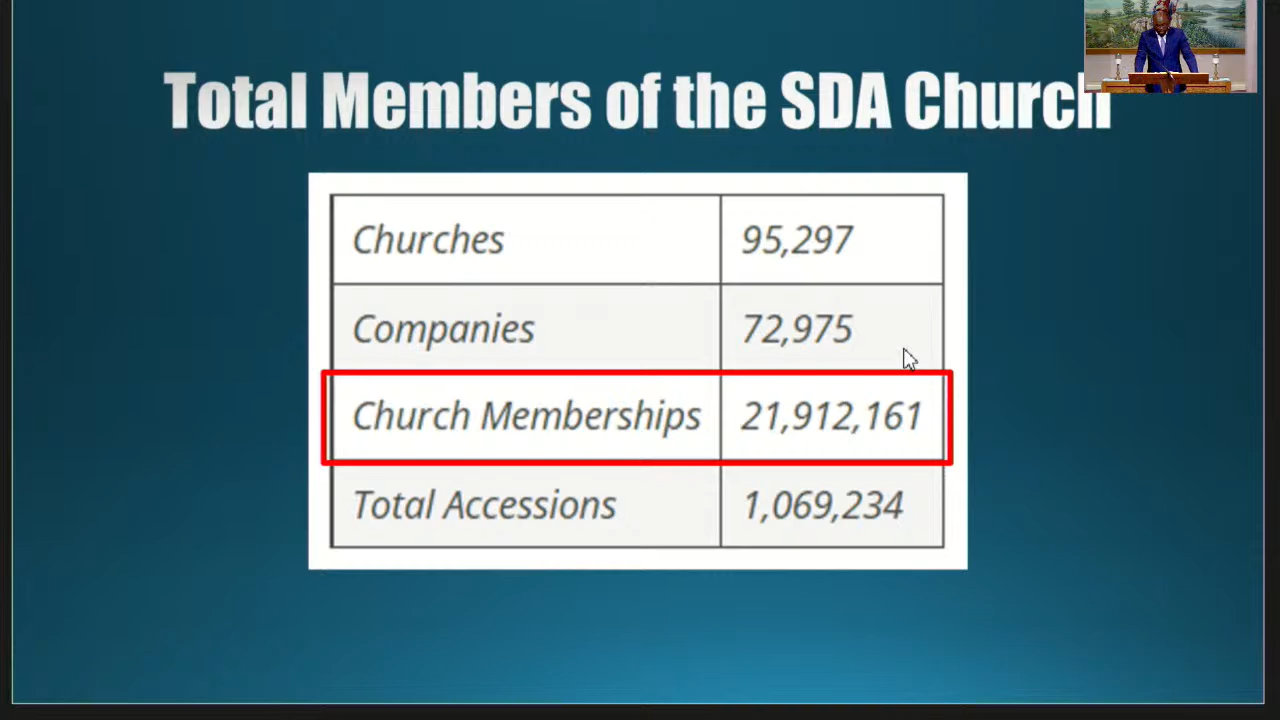 Total Members of the SDA Church
Churches 95,297
Companies 72,975
Church Memberships 21,912,161
Total Accessions 1,069,234